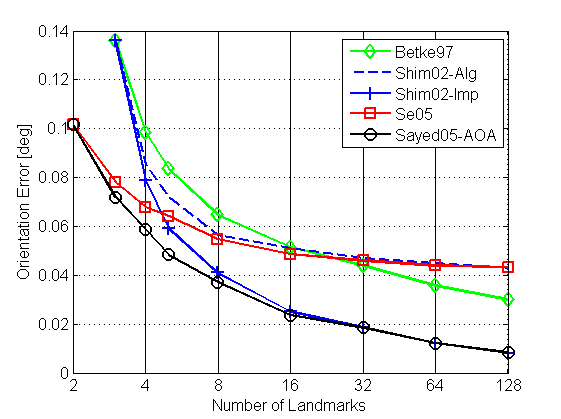 0.14
0.12
0.1
0.08
0.06
0.04
0.02
0
Orientation Error [deg]
Betke97
Shim02-Alg
Shim02-Imp
Se05
Sayed05-AOA
2 4 8 16 32 64 128
Number of Landmarks